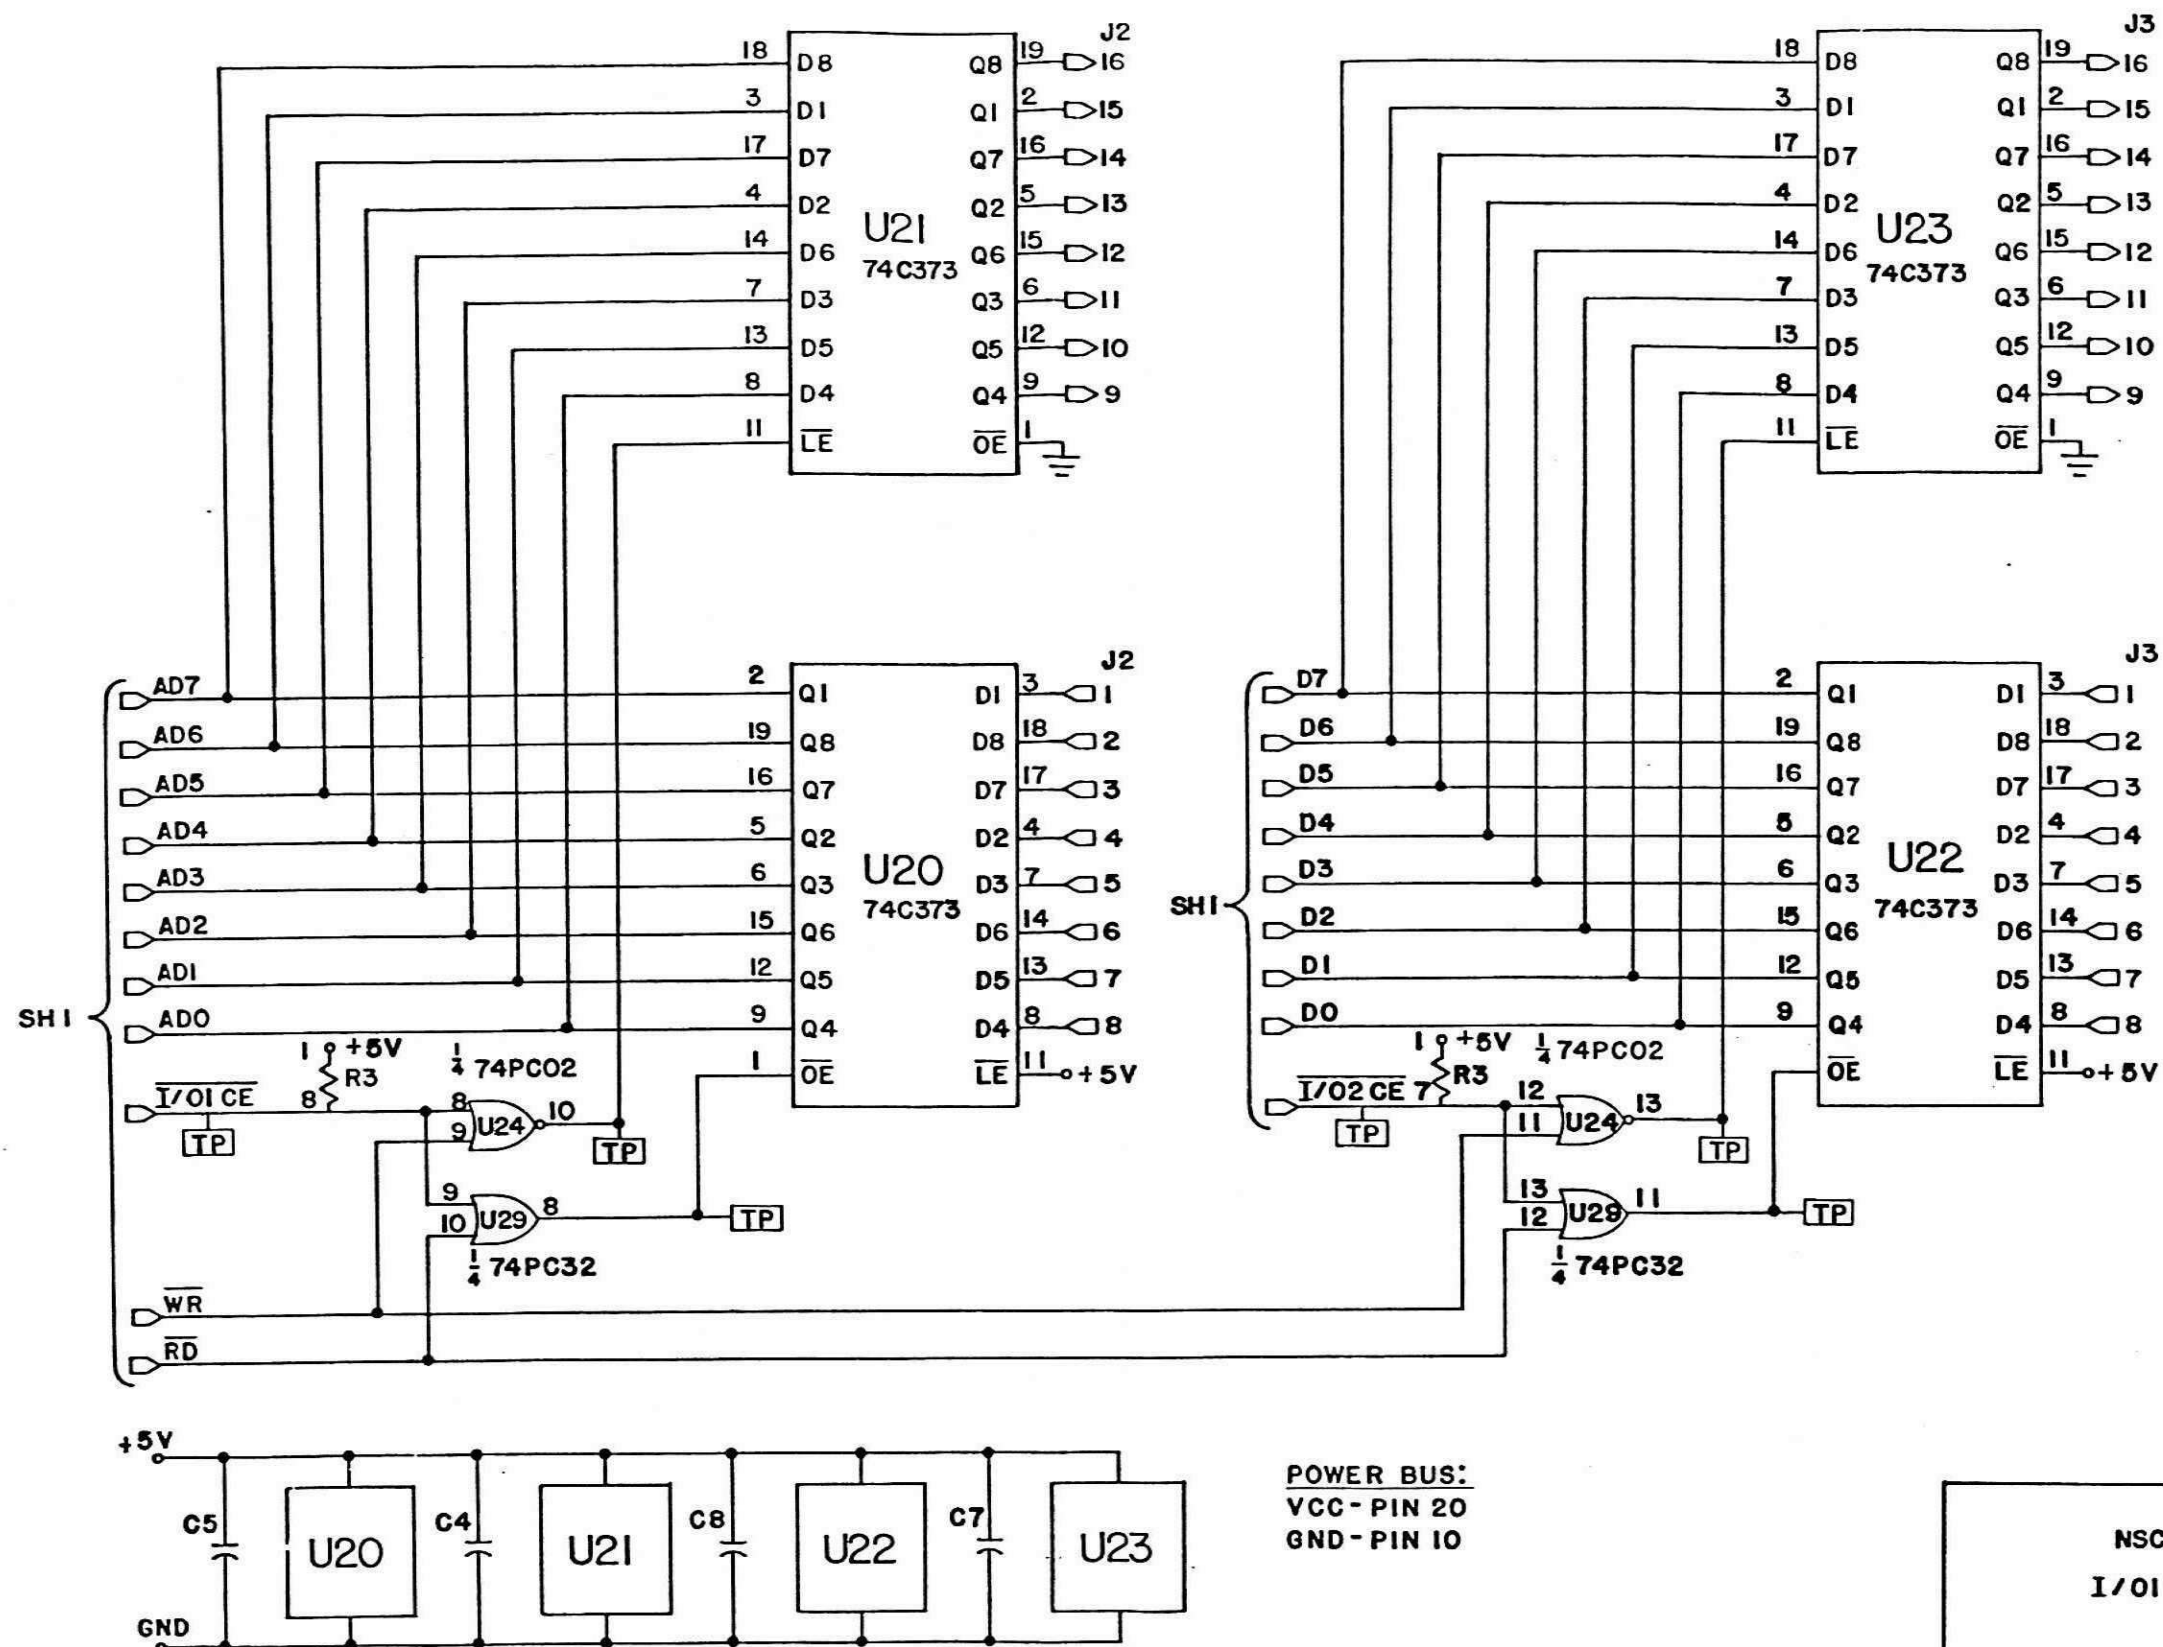 J2
18 D8 Q8 19 16
3 D1 Q1 2 15
17 D7 Q7 16 14
4 D2 Q2 5 13
U21
14 D6 Q6 15 12
74C373
7 D3 Q3 6 11
13 D5 Q5 12 10
8 D4 Q4 9 9
11 LE OE 1
J3
18 D8 Q8 19 16
3 D1 Q1 2 15
17 D7 Q7 16 14
4 D2 Q2 5 13
U23
14 D6 Q6 15 12
74C373
7 D3 Q3 6 11
13 D5 Q5 12 10
8 D4 Q4 9 9
11 LE OE 1
J2
AD7 2 Q1 D1 3 1
AD6 19 Q8 D8 18 2
AD5 16 Q7 D7 17 3
AD4 5 Q2 D2 4 4
AD3 6 Q3 U20 D3 7 5
74C373
AD2 15 Q6 D6 14 6
AD1 12 Q5 D5 13 7
SH1
AD0 9 Q4 D4 8 8
1 +5V 1/4 74PC02
R3
1 OE LE 11 +5V
I/O1 CE 8
8 U24 10
9
TP TP
9 U29 8 TP
10
1/4 74PC32
WR
RD
J3
D7 2 Q1 D1 3 1
D6 19 Q8 D8 18 2
D5 16 Q7 D7 17 3
D4 5 Q2 D2 4 4
D3 6 Q3 U22 D3 7 5
SH1
74C373
D2 15 Q6 D6 14 6
D1 12 Q5 D5 13 7
D0 9 Q4 D4 8 8
1 +5V 1/4 74PC02
R3
OE LE 11 +5V
I/O2 CE 7
12 U24 13
11
TP TP
13 11 TP
12
1/4 74PC32
+5V
C5 U20 C4 U21 C8 U22 C7 U23
GND
POWER BUS:
VCC-PIN 20
GND-PIN 10
NSC
I/O1